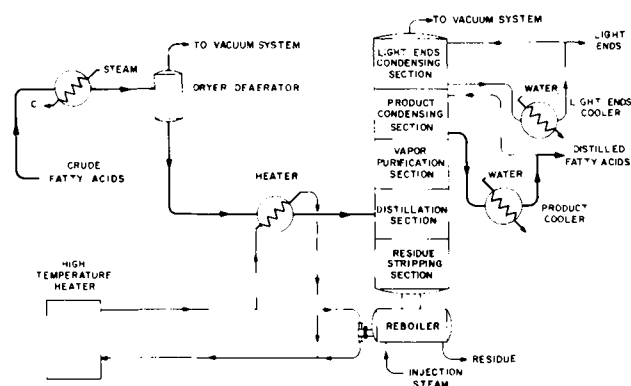 TO VACUUM SYSTEM
LIGHT
ENDS
TO VACUUM SYSTEM
LIGHT ENDS
CONDENSING
SECTION
STEAM
DRYER DEAERATOR
C
WATER
LIGHT ENDS
COOLER
PRODUCT
CONDENSING
SECTION
CRUDE
FATTY ACIDS
DISTILLED
FATTY ACIDS
VAPOR
PURIFICATION
SECTION
WATER
HEATER
PRODUCT
COOLER
DISTILLATION
SECTION
HIGH
TEMPERATURE
HEATER
RESIDUE
STRIPPING
SECTION
REBOILER
RESIDUE
INJECTION
STEAM